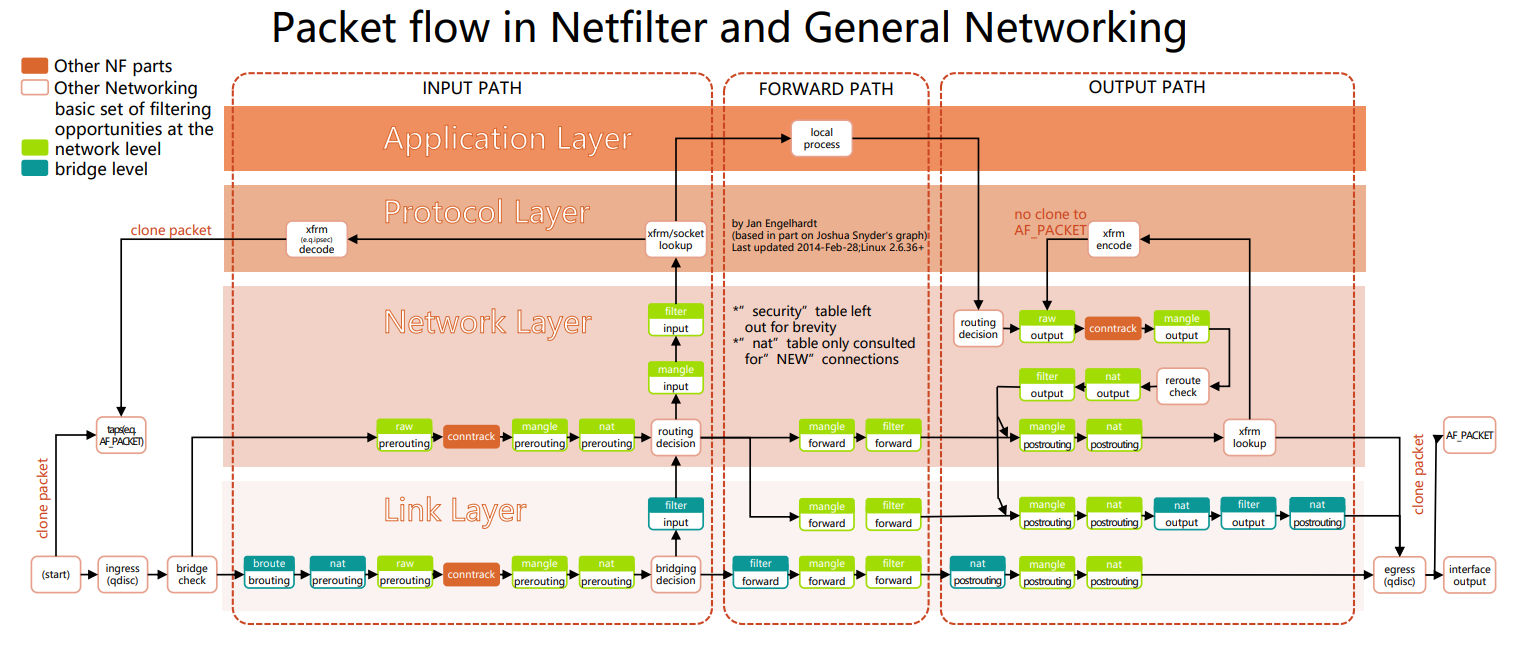 Packet flow in Netfilter and General Networking
Other NF parts
Other Networking
basic set of filtering
opportunities at the
network level
bridge level
INPUT PATH
FORWARD PATH
OUTPUT PATH
Application Layer
local
process
Protocol Layer
clone packet
xfrm
(e.q.ipsec)
decode
xfrm/socket
lookup
by Jan Engelhardt
(based in part on Joshua Snyder's graph)
Last updated 2014-Feb-28;Linux 2.6.36+
no clone to
AF_PACKET
xfrm
encode
Network Layer
filter
input
mangle
input
*” security” table left
out for brevity
*” nat” table only consulted
for” NEW” connections
routing
decision
raw
output
conntrack
mangle
output
filter
output
nat
output
reroute
check
taps(e.q.
AF_PACKET)
raw
prerouting
conntrack
mangle
prerouting
nat
prerouting
routing
decision
mangle
forward
filter
forward
mangle
postrouting
nat
postrouting
xfrm
lookup
clone packet
AF_PACKET
clone packet
Link Layer
filter
input
mangle
forward
filter
forward
mangle
postrouting
nat
postrouting
nat
output
filter
output
nat
postrouting
(start)
ingress
(qdisc)
bridge
check
broute
brouting
nat
prerouting
raw
prerouting
conntrack
mangle
prerouting
nat
prerouting
bridging
decision
filter
forward
mangle
forward
filter
forward
nat
postrouting
mangle
postrouting
nat
postrouting
egress
(qdisc)
interface
output